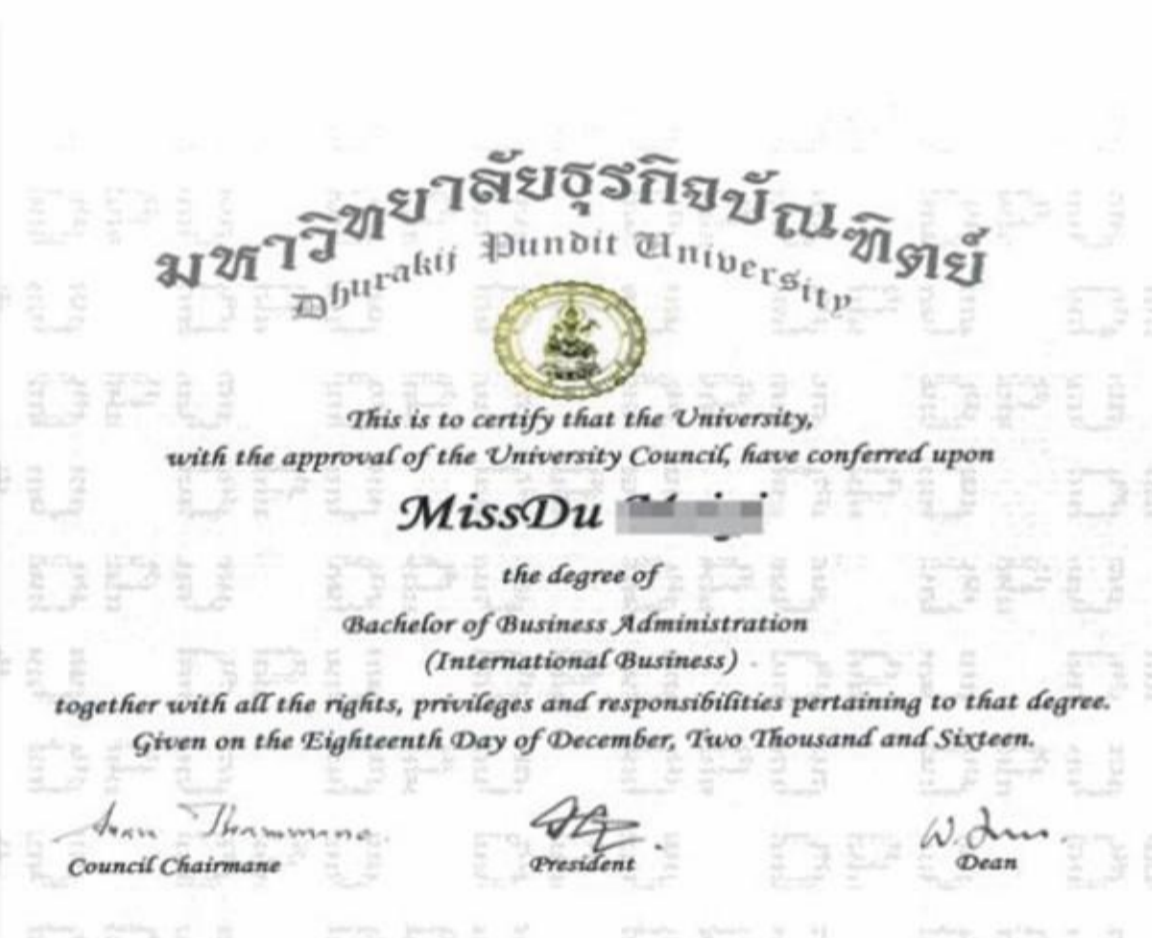 มหาวิทยาลัยธุรกิจบัณฑิตย์
Dhurakij Pundit University
This is to certify that the University,
with the approval of the University Council, have conferred upon
MissDu
the degree of
Bachelor of Business Administration
(International Business)
together with all the rights, privileges and responsibilities pertaining to that degree.
Given on the Eighteenth Day of December, Two Thousand and Sixteen.
Council Chairmane
President
Dean